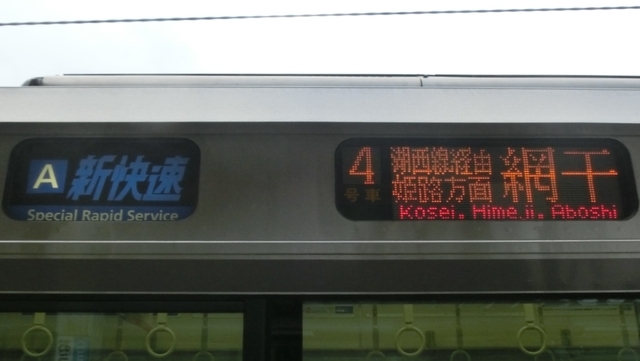 A 新快速
Special Rapid Service
4
号車
湖西線経由
姫路方面
網干
Kosei. Himeji. Aboshi